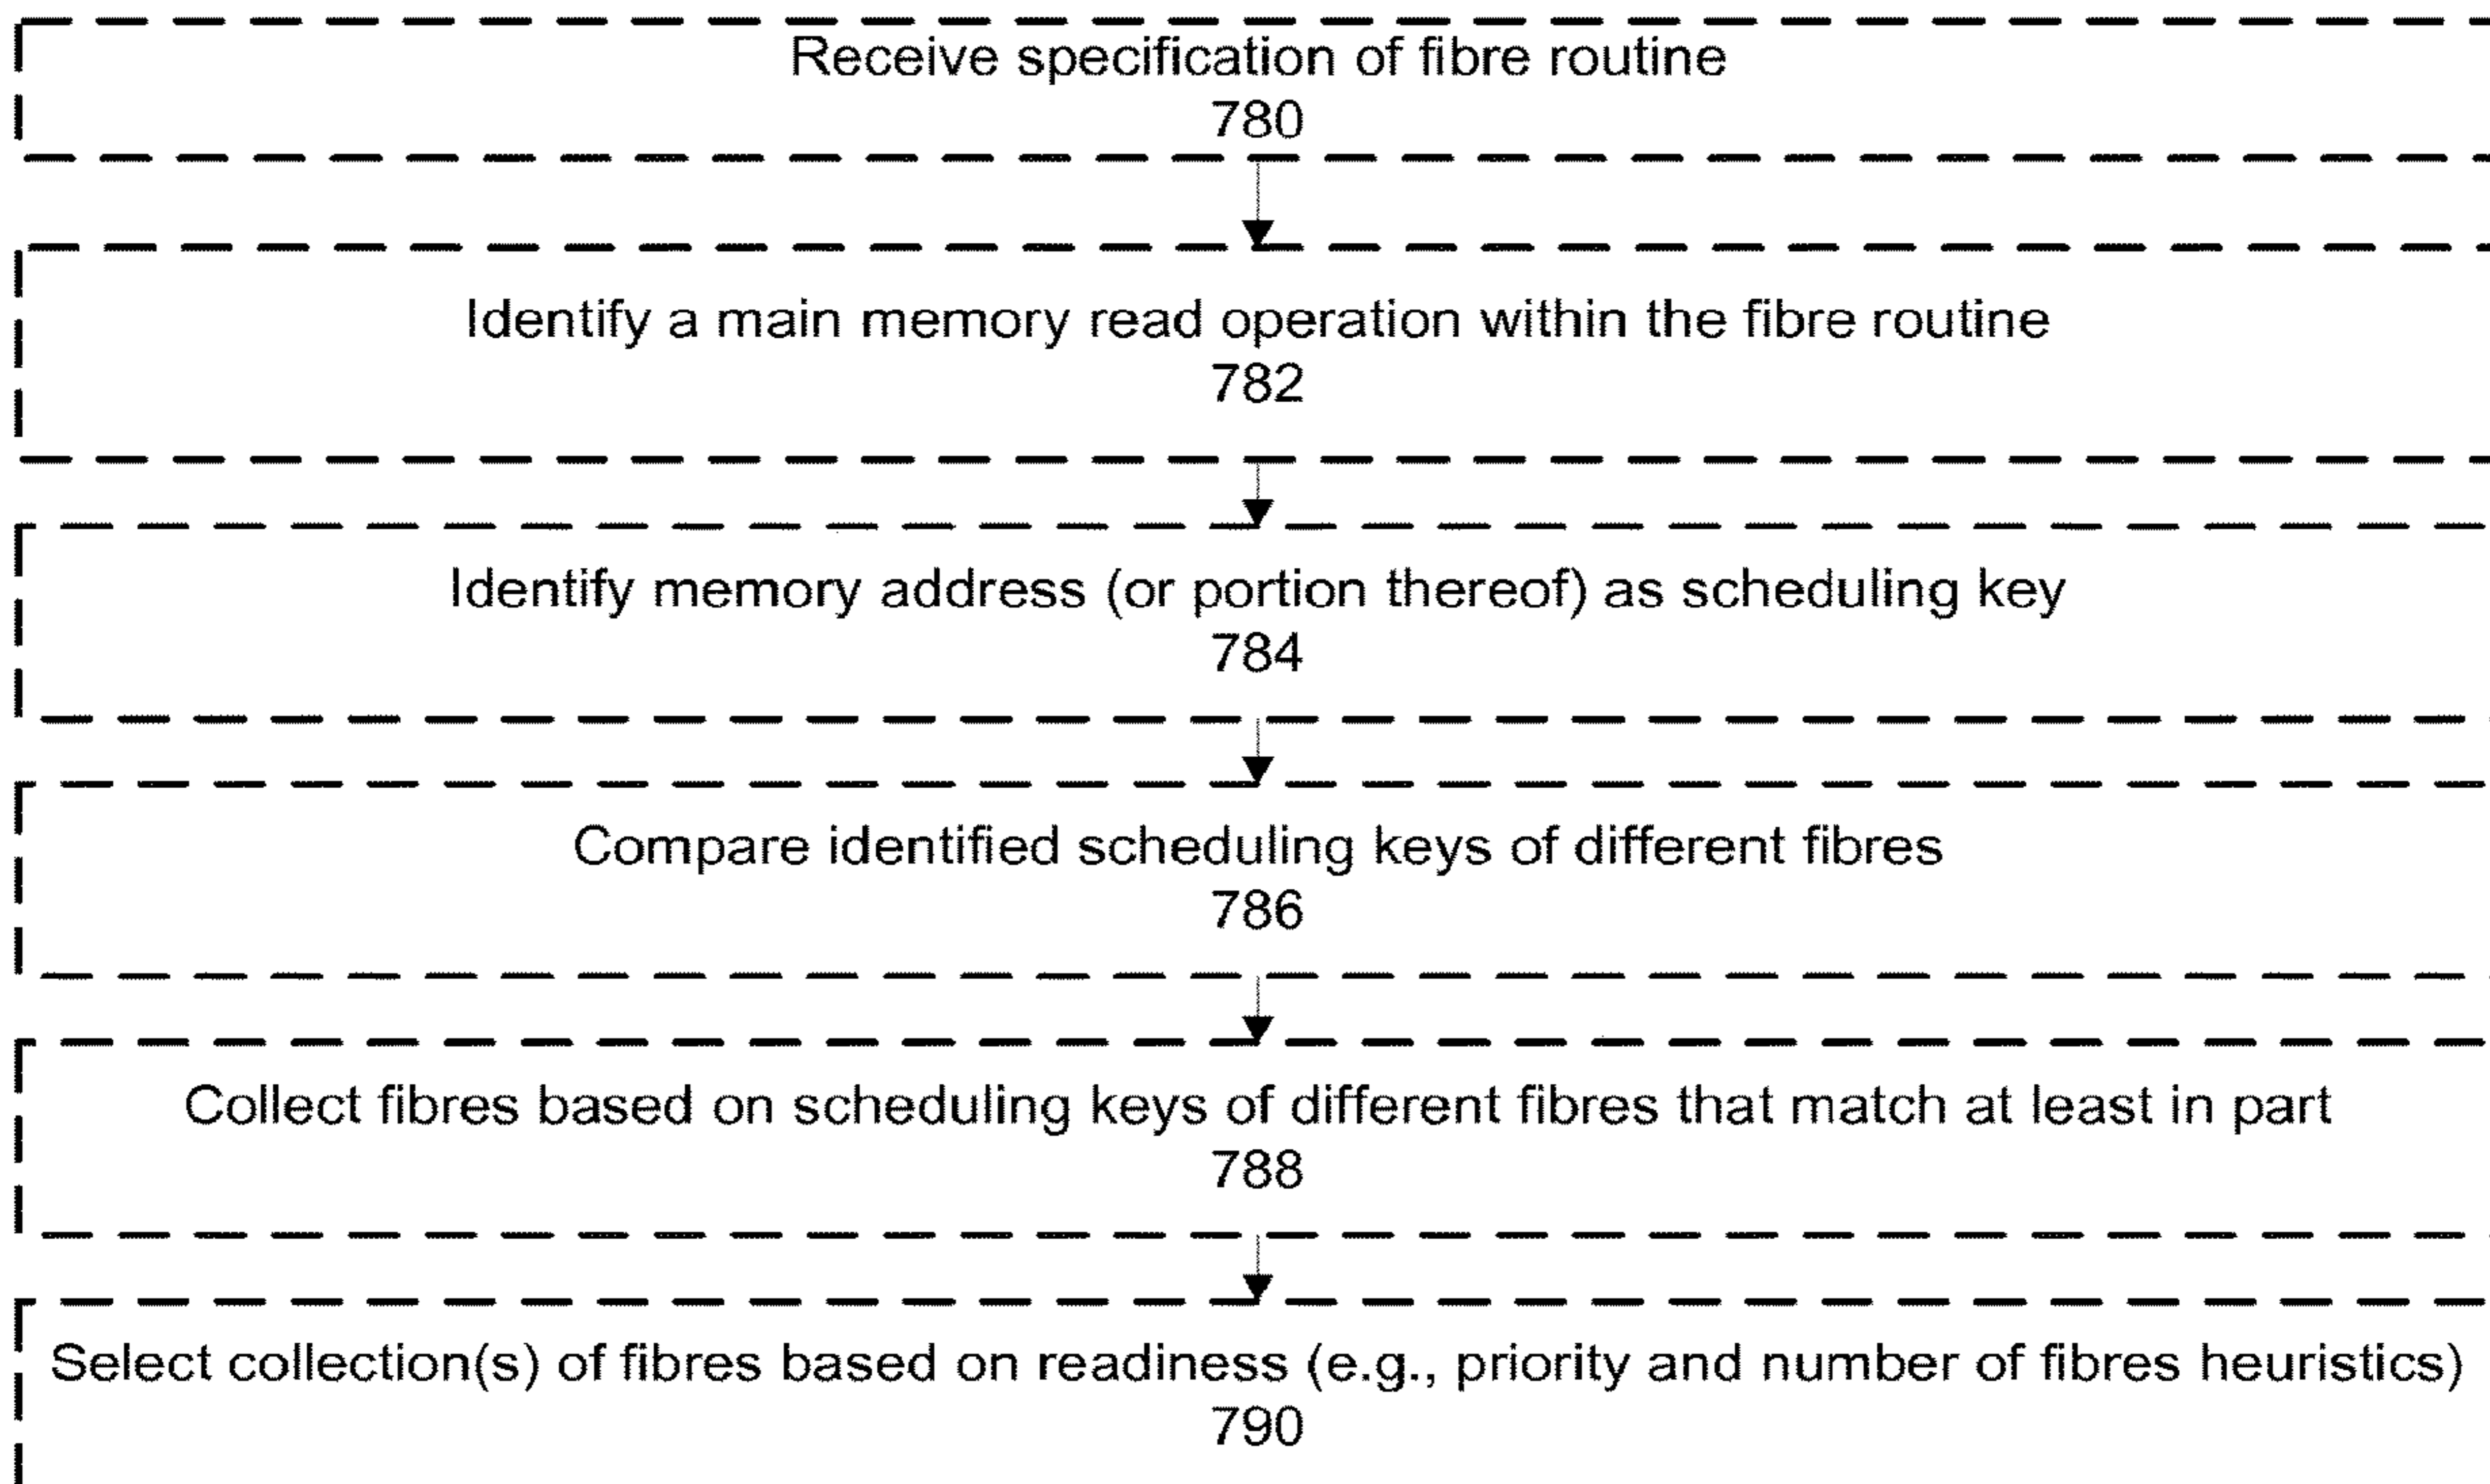 Receive specification of fibre routine
780
Identify a main memory read operation within the fibre routine
782
Identify memory address (or portion thereof) as scheduling key
784
Compare identified scheduling keys of different fibres
786
Collect fibres based on scheduling keys of different fibres that match at least in part
788
Select collection(s) of fibres based on readiness (e.g., priority and number of fibres heuristics)
790